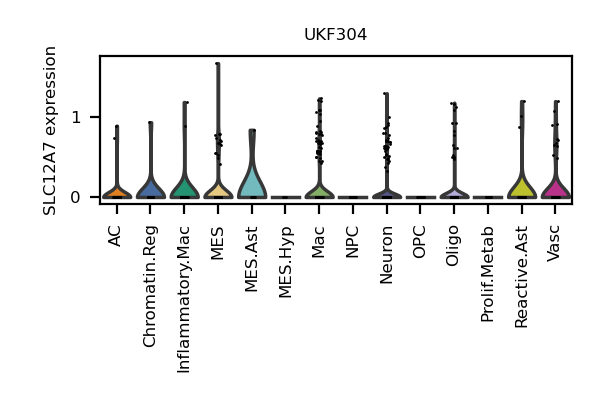 UKF304
SLC12A7 expression
1
0
AC
Chromatin.Reg
Inflammatory.Mac
MES
MES.Ast
MES.Hyp
Mac
NPC
Neuron
OPC
Oligo
Prolif.Metab
Reactive.Ast
Vasc